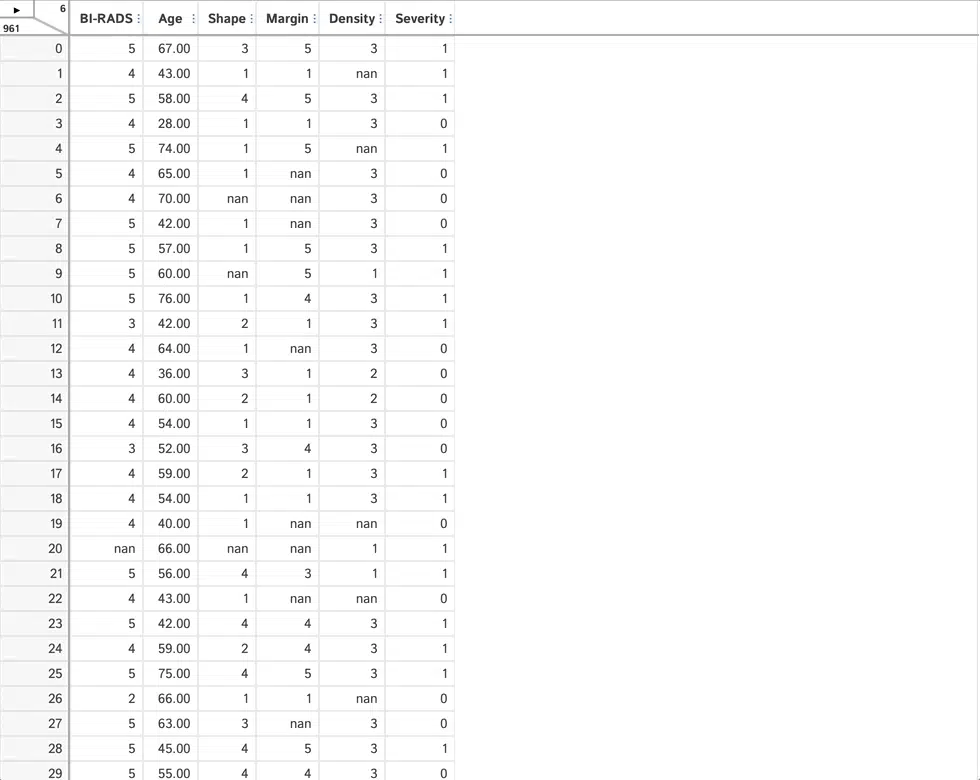 ► 6
961
BI-RADS Age Shape Margin Density Severity
0 5 67.00 3 5 3 1
1 4 43.00 1 1 nan 1
2 5 58.00 4 5 3 1
3 4 28.00 1 1 3 0
4 5 74.00 1 5 nan 1
5 4 65.00 1 nan 3 0
6 4 70.00 nan nan 3 0
7 5 42.00 1 nan 3 0
8 5 57.00 1 5 3 1
9 5 60.00 nan 5 1 1
10 5 76.00 1 4 3 1
11 3 42.00 2 1 3 1
12 4 64.00 1 nan 3 0
13 4 36.00 3 1 2 0
14 4 60.00 2 1 2 0
15 4 54.00 1 1 3 0
16 3 52.00 3 4 3 0
17 4 59.00 2 1 3 1
18 4 54.00 1 1 3 1
19 4 40.00 1 nan nan 0
20 nan 66.00 nan nan 1 1
21 5 56.00 4 3 1 1
22 4 43.00 1 nan nan 0
23 5 42.00 4 4 3 1
24 4 59.00 2 4 3 1
25 5 75.00 4 5 3 1
26 2 66.00 1 1 nan 0
27 5 63.00 3 nan 3 0
28 5 45.00 4 5 3 1
29 5 55.00 4 4 3 0